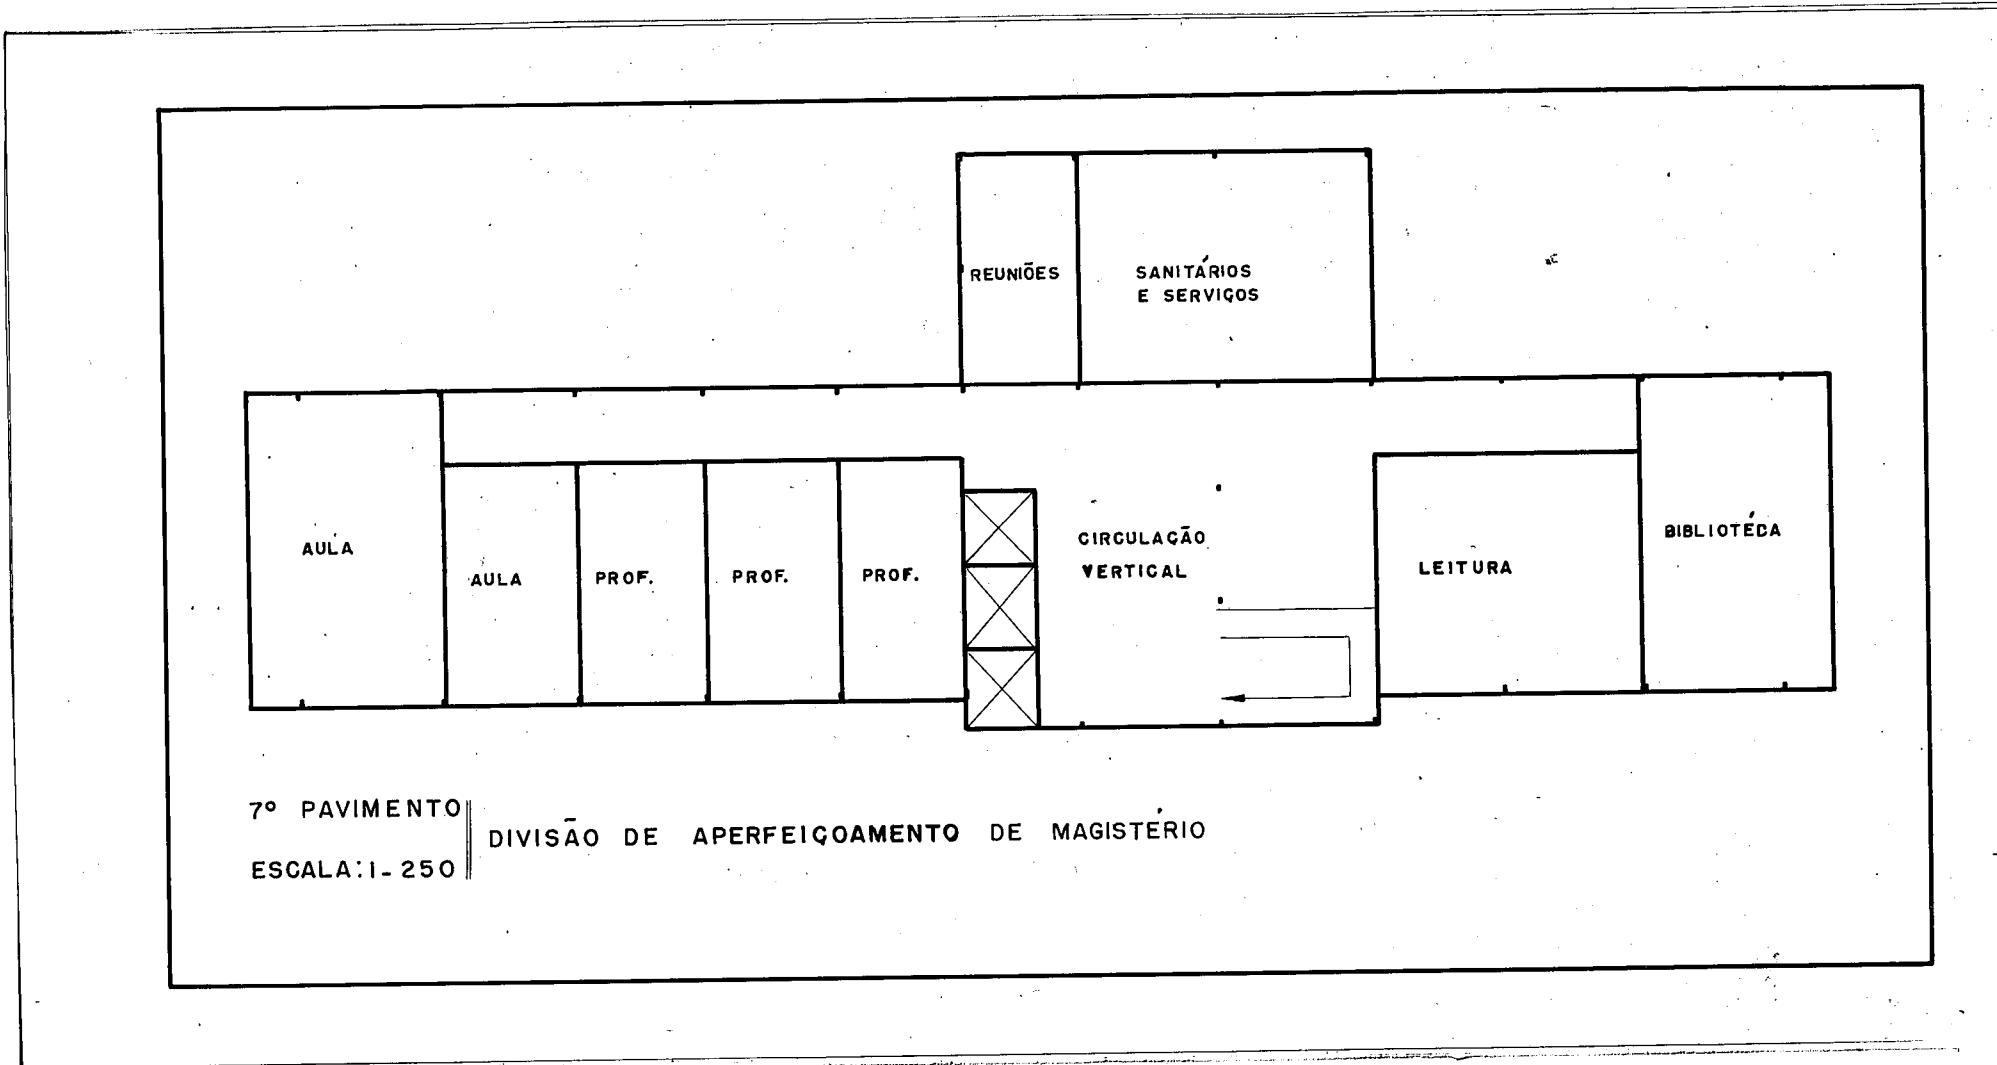 REUNIÕES
SANITÁRIOS
E SERVIÇOS
AULA
AULA
PROF.
PROF.
PROF.
CIRCULAÇÃO
VERTICAL
LEITURA
BIBLIOTÉCA
7º PAVIMENTO
ESCALA: 1-250
DIVISÃO DE APERFEIÇOAMENTO DE MAGISTÉRIO